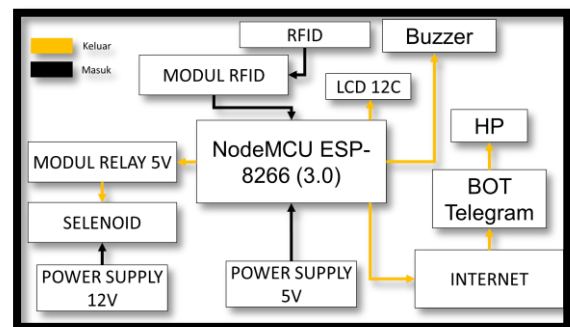 Keluar
Masuk
RFID
Buzzer
MODUL RFID
LCD 12C
HP
NodeMCU ESP-
8266 (3.0)
MODUL RELAY 5V
BOT
Telegram
SELENOID
POWER SUPPLY
12V
POWER SUPPLY
5V
INTERNET